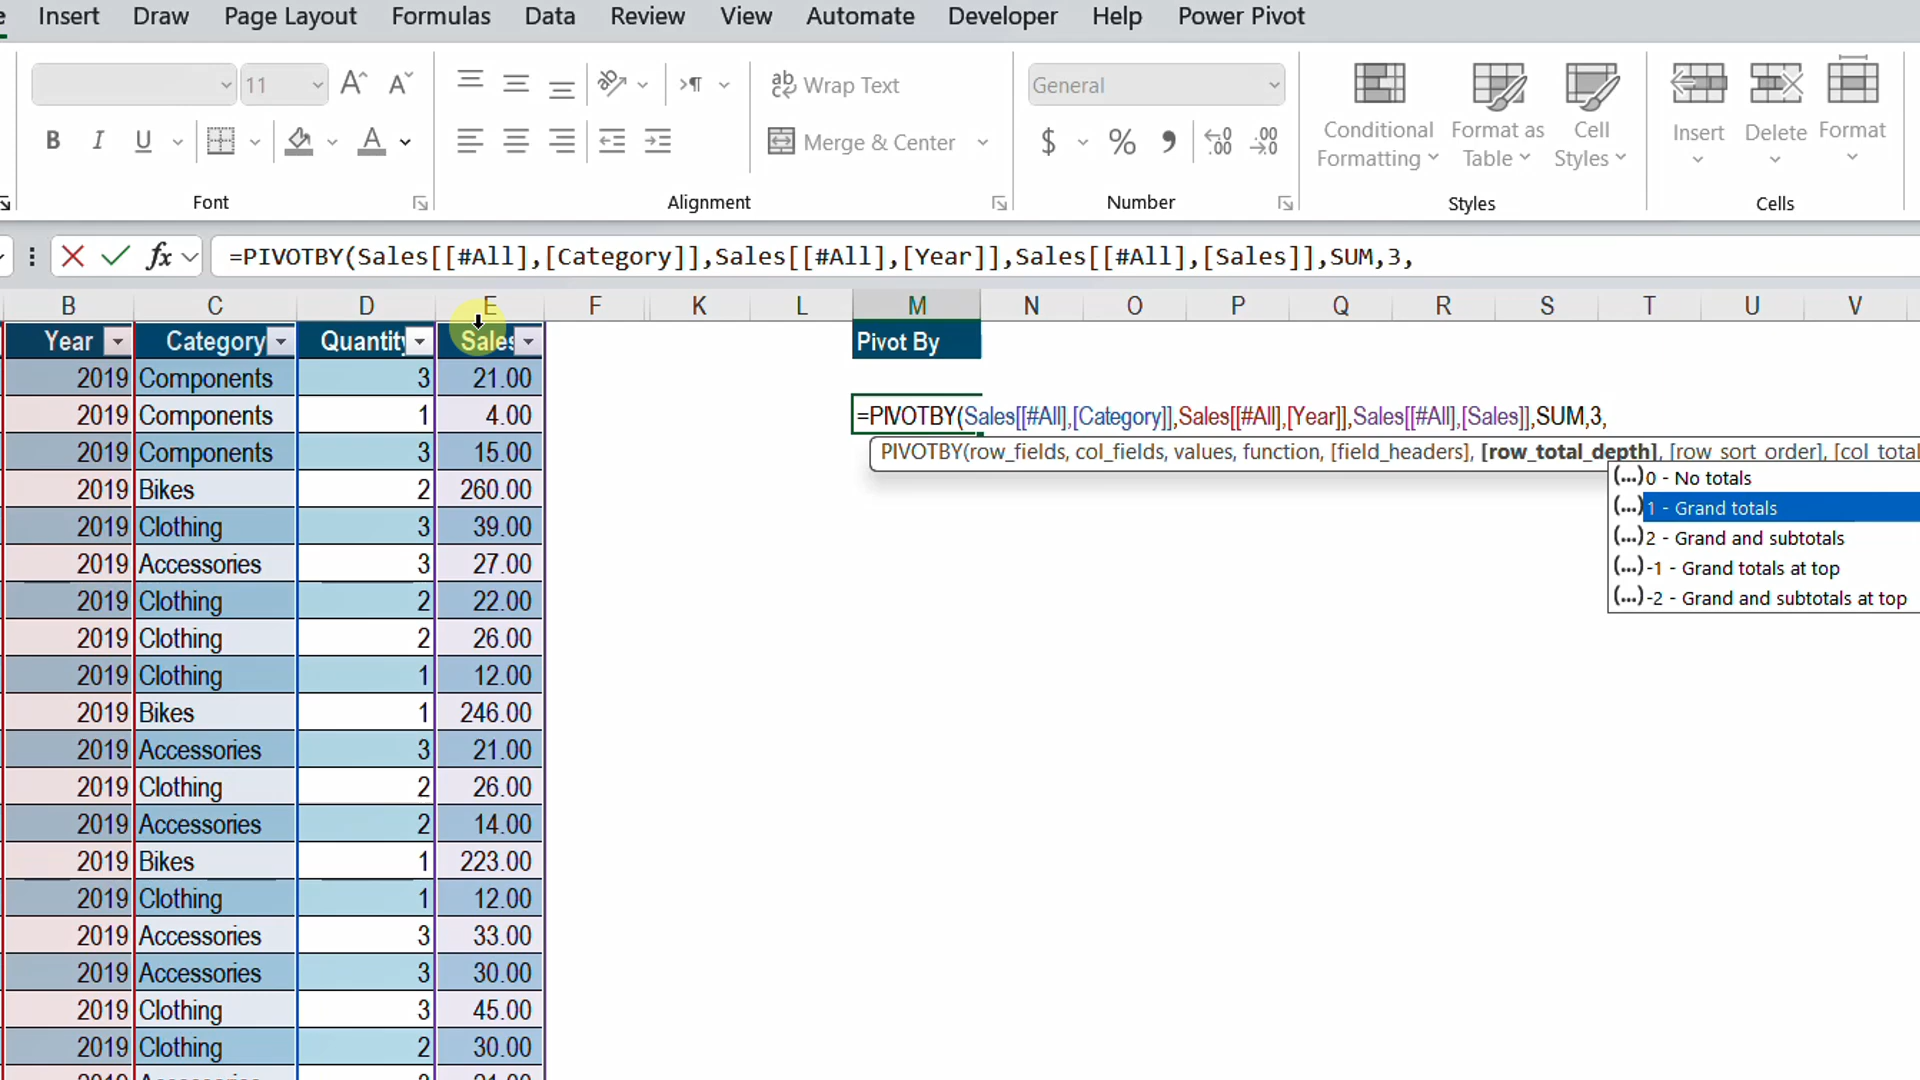 Insert Draw Page Layout Formulas Data Review View Automate Developer Help Power Pivot
11 A A ab Wrap Text General
B I U A Merge & Center $ % Conditional Formatting Format as Table Cell Styles Insert Delete Format
Font Alignment Number Styles Cells
fx =PIVOTBY(Sales[[#All],[Category]],Sales[[#All],[Year]],Sales[[#All],[Sales]],SUM,3,
B C D E F K L M N O P Q R S T U V
Year Category Quantity Sales Pivot By
2019 Components 3 21.00
2019 Components 1 4.00 =PIVOTBY(Sales[[#All],[Category]],Sales[[#All],[Year]],Sales[[#All],[Sales]],SUM,3,
2019 Components 3 15.00 PIVOTBY(row_fields, col_fields, values, function, [field_headers], [row_total_depth], [row_sort_order], [col_total
(...) 0 - No totals
2019 Bikes 2 260.00
(...) 1 - Grand totals
2019 Clothing 3 39.00
(...) 2 - Grand and subtotals
2019 Accessories 3 27.00
(...) -1 - Grand totals at top
2019 Clothing 2 22.00
(...) -2 - Grand and subtotals at top
2019 Clothing 2 26.00
2019 Clothing 1 12.00
2019 Bikes 1 246.00
2019 Accessories 3 21.00
2019 Clothing 2 26.00
2019 Accessories 2 14.00
2019 Bikes 1 223.00
2019 Clothing 1 12.00
2019 Accessories 3 33.00
2019 Accessories 3 30.00
2019 Clothing 3 45.00
2019 Clothing 2 30.00